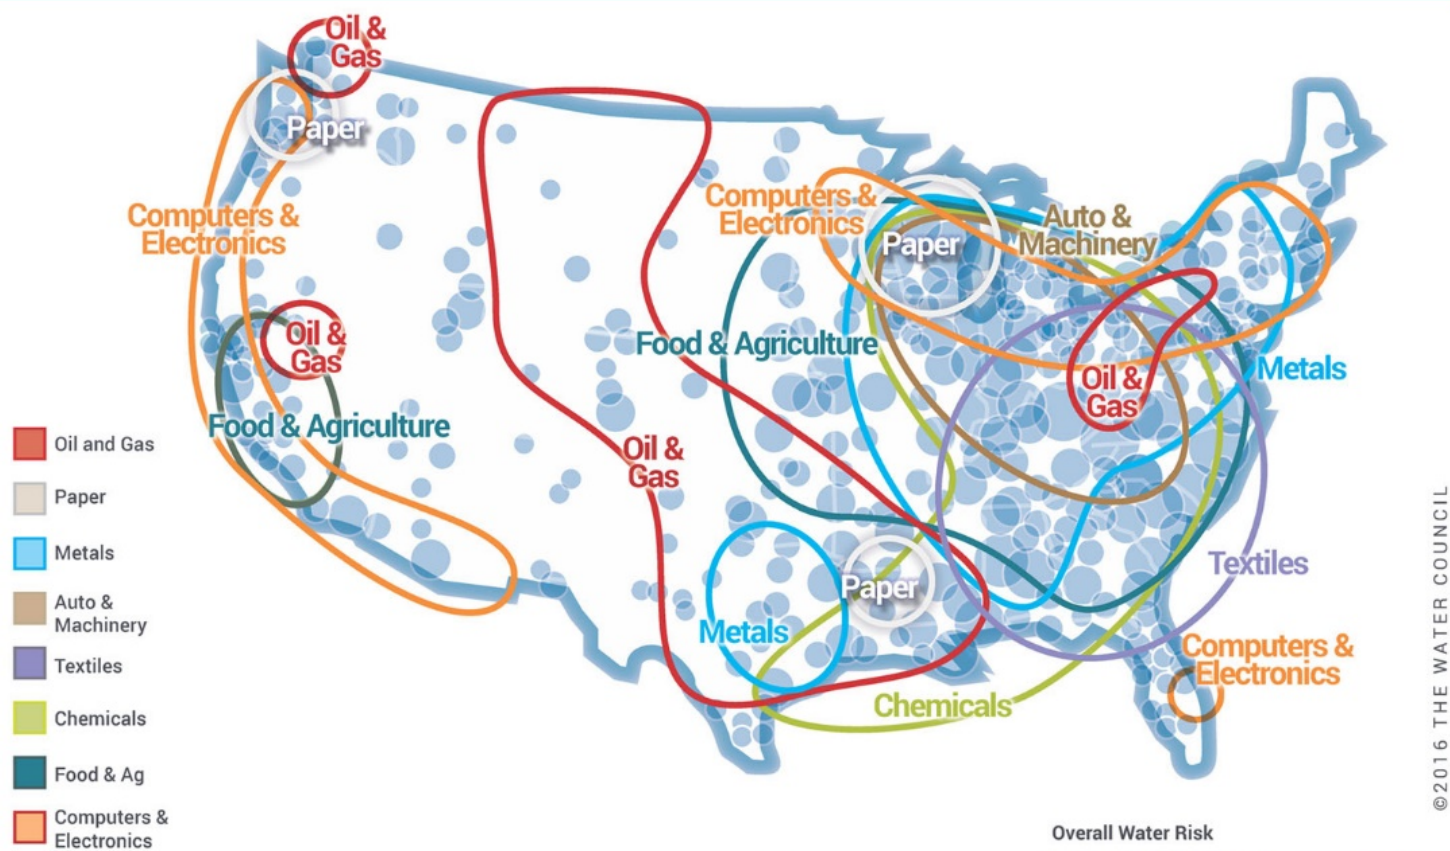 Oil &
Gas
Paper
Computers &
Electronics
Computers &
Electronics
Paper
Auto &
Machinery
Oil &
Gas
Food & Agriculture
Metals
Oil &
Gas
Food & Agriculture
Oil &
Gas
Textiles
Paper
Metals
Computers &
Electronics
Chemicals
Oil and Gas
Paper
Metals
Auto &
Machinery
Textiles
Chemicals
Food & Ag
Computers &
Electronics
Overall Water Risk
©2016 THE WATER COUNCIL